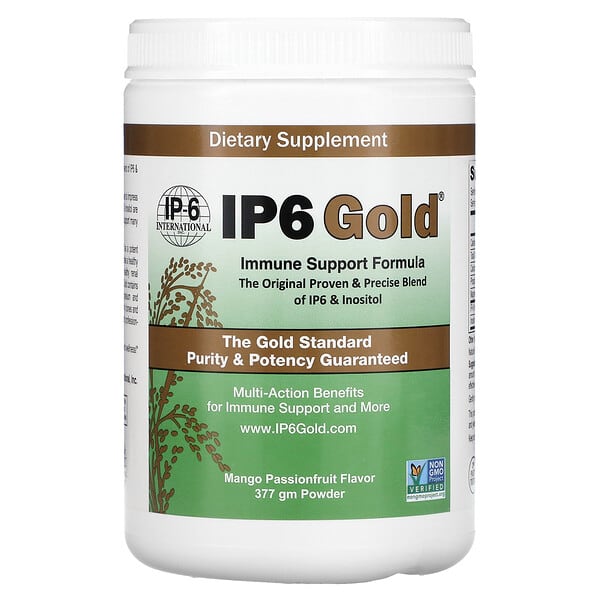 Dietary Supplement
IP-6
INTERNATIONAL
INC.
IP6 Gold®
Immune Support Formula
The Original Proven & Precise Blend
of IP6 & Inositol
The Gold Standard
Purity & Potency Guaranteed
Multi-Action Benefits
for Immune Support and More
www.IP6Gold.com
Mango Passionfruit Flavor
377 gm Powder
NON
GMO
Project
VERIFIED
nongmoproject.org